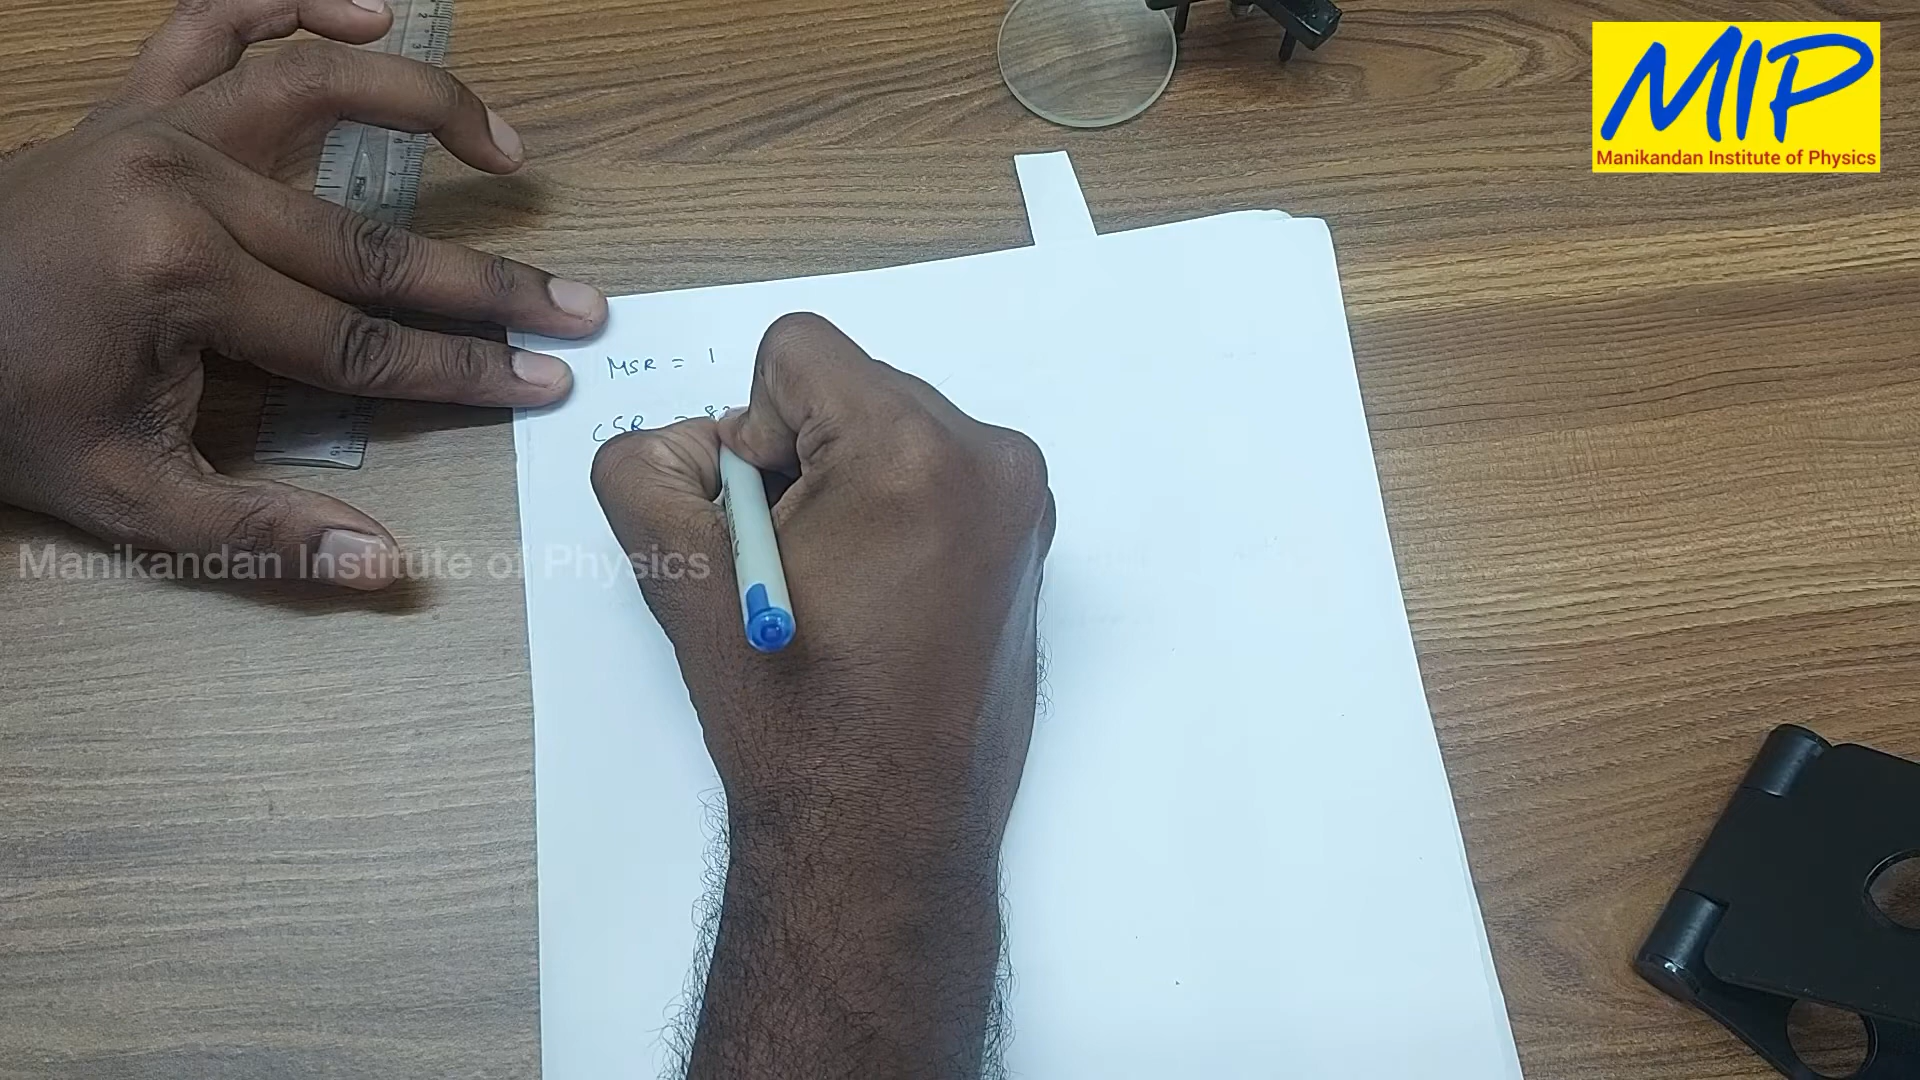 MIP
Manikandan Institute of Physics
MSR = 1
CSR =
Manikandan Institute of Physics